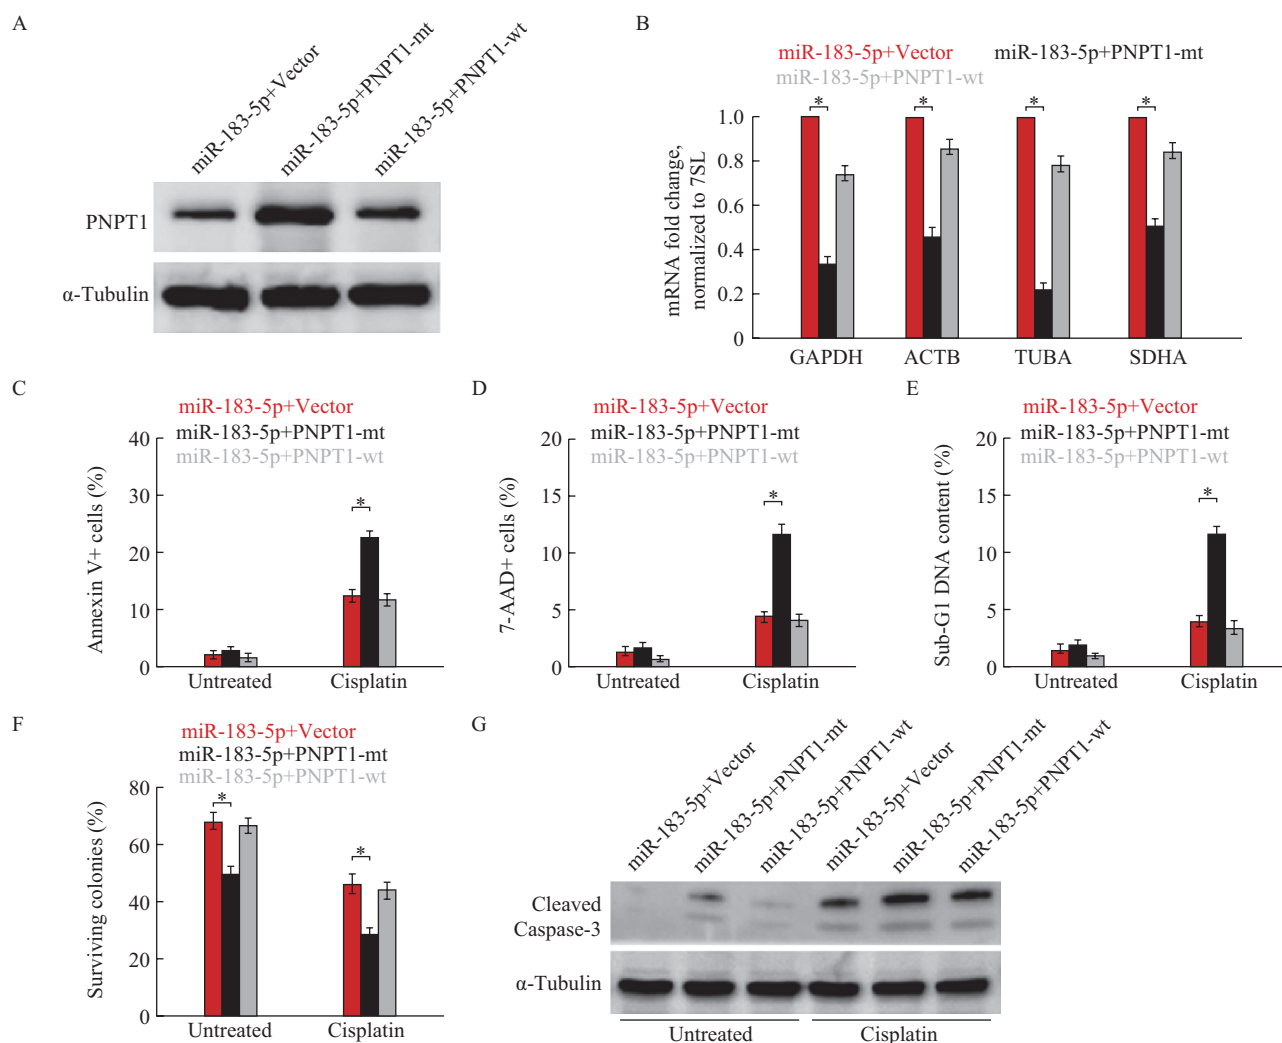 A
miR-183-5p+Vector
miR-183-5p+PNPT1-mt
miR-183-5p+PNPT1-wt
PNPT1
α-Tubulin
B
miR-183-5p+Vector
miR-183-5p+PNPT1-mt
miR-183-5p+PNPT1-wt
mRNA fold change,
normalized to 7SL
1.0
0.8
0.6
0.4
0.2
0
* * * *
GAPDH ACTB TUBA SDHA
C
miR-183-5p+Vector
miR-183-5p+PNPT1-mt
miR-183-5p+PNPT1-wt
Annexin V+ cells (%)
40
30
20
10
0
*
Untreated Cisplatin
D
miR-183-5p+Vector
miR-183-5p+PNPT1-mt
miR-183-5p+PNPT1-wt
7-AAD+ cells (%)
20
15
10
5
0
*
Untreated Cisplatin
E
miR-183-5p+Vector
miR-183-5p+PNPT1-mt
miR-183-5p+PNPT1-wt
Sub-G1 DNA content (%)
20
15
10
5
0
*
Untreated Cisplatin
F
miR-183-5p+Vector
miR-183-5p+PNPT1-mt
miR-183-5p+PNPT1-wt
Surviving colonies (%)
80
60
40
20
0
* *
Untreated Cisplatin
G
miR-183-5p+Vector
miR-183-5p+PNPT1-mt
miR-183-5p+PNPT1-wt
miR-183-5p+Vector
miR-183-5p+PNPT1-mt
miR-183-5p+PNPT1-wt
Cleaved
Caspase-3
α-Tubulin
Untreated Cisplatin